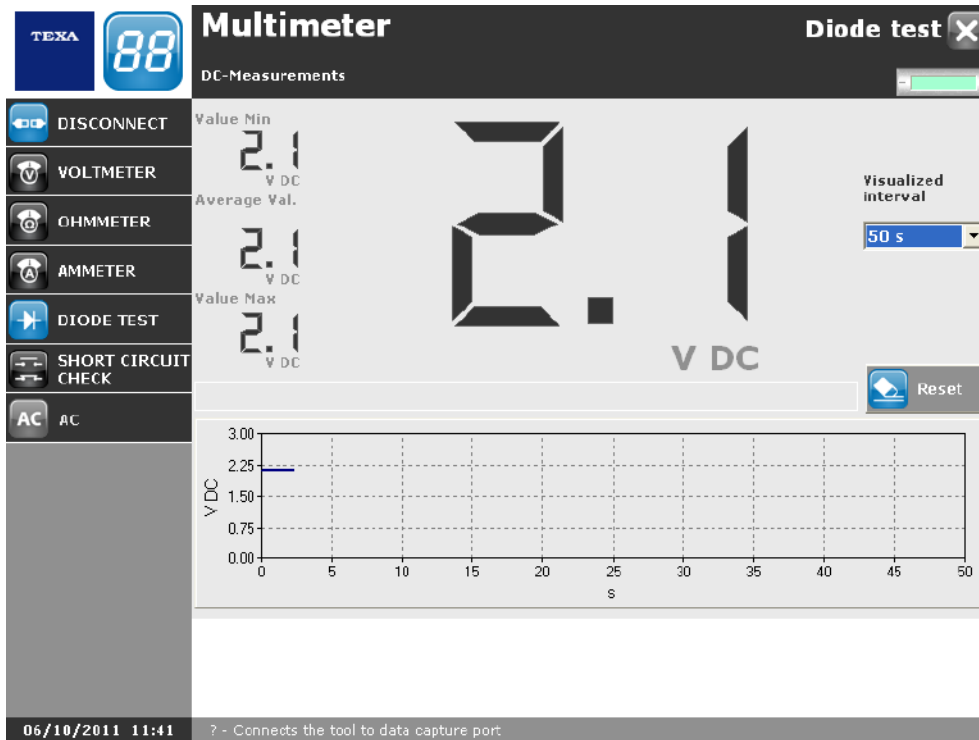 TEXA
88
Multimeter
Diode test
DC-Measurements
DISCONNECT
VOLTMETER
OHMMETER
AMMETER
DIODE TEST
SHORT CIRCUIT
CHECK
AC AC
Value Min
2.1
V DC
Average Val.
2.1
V DC
Value Max
2.1
V DC
2.1
V DC
Visualized
interval
50 s
Reset
3.00
2.25
1.50
0.75
0.00
V DC
0 5 10 15 20 25 30 35 40 45 50
s
06/10/2011 11:41
? - Connects the tool to data capture port